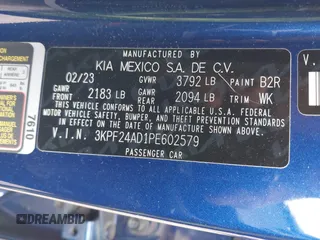 MANUFACTURED BY
KIA MEXICO S.A. DE C.V.
02/23 GVWR 3792 LB PAINT B2R
GAWR FRONT 2183 LB GAWR REAR 2094 LB TRIM WK
THIS VEHICLE CONFORMS TO ALL APPLICABLE U.S. FEDERAL
MOTOR VEHICLE SAFETY, BUMPER, AND THEFT PREVENTION
STANDARDS IN EFFECT ON THE DATE OF MANUFACTURE
SHOWN ABOVE.
V.I.N. 3KPF24AD1PE602579
PASSENGER CAR
7610
V.
DREAMBID